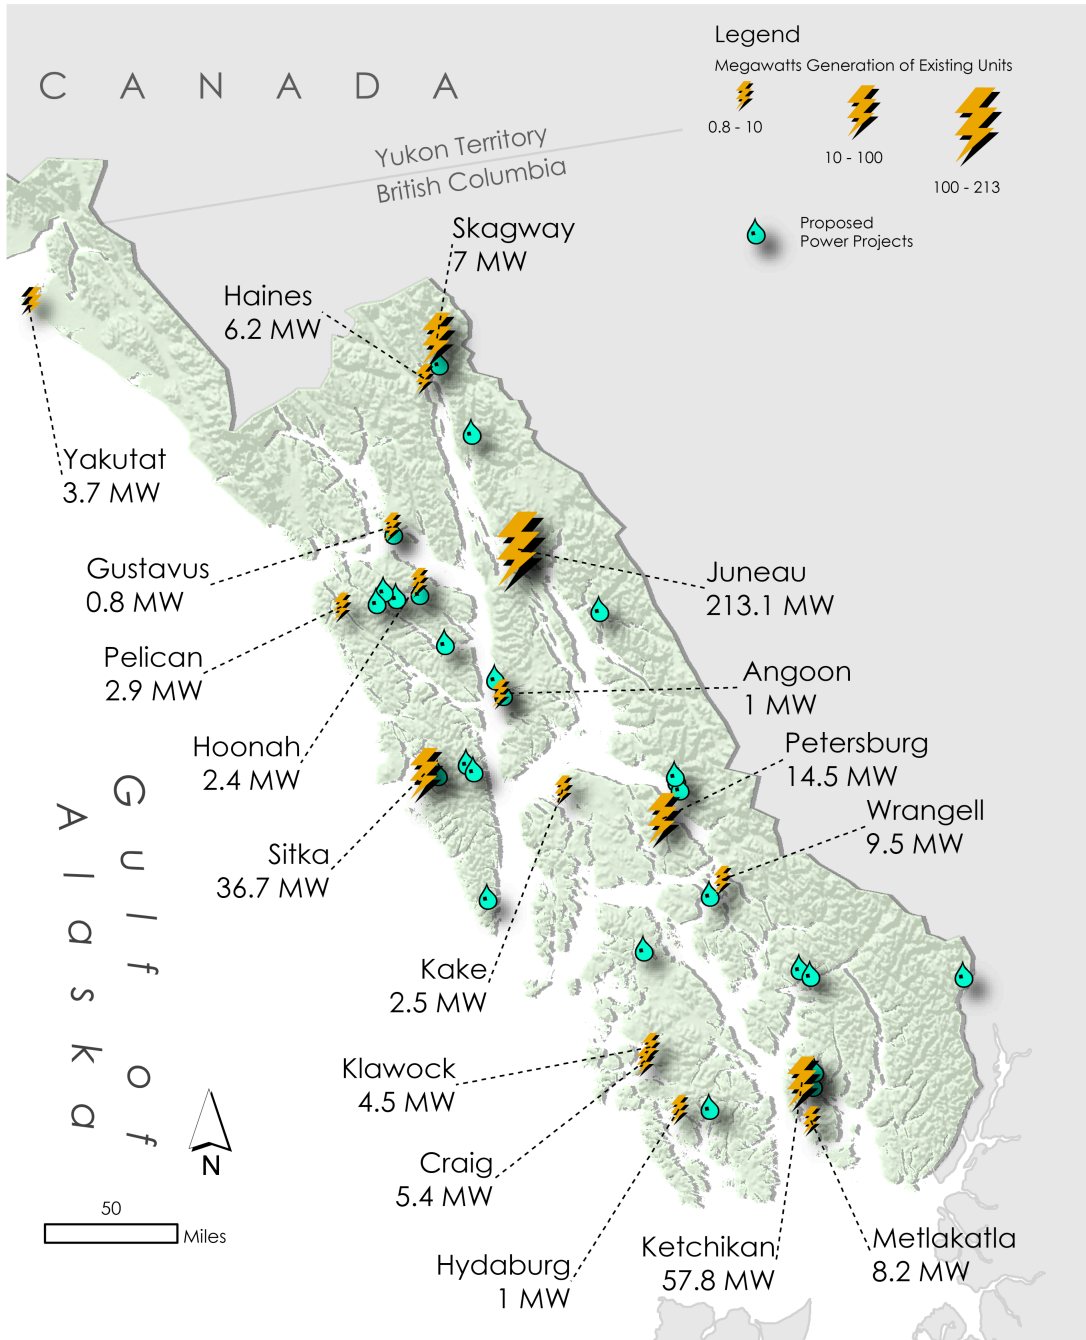 Legend
Megawatts Generation of Existing Units
0.8 - 10
10 - 100
100 - 213
Proposed
Power Projects
CANADA
Yukon Territory
British Columbia
Skagway
7 MW
Haines
6.2 MW
Yakutat
3.7 MW
Gustavus
0.8 MW
Juneau
213.1 MW
Pelican
2.9 MW
Angoon
1 MW
Hoonah
2.4 MW
Petersburg
14.5 MW
Wrangell
9.5 MW
Sitka
36.7 MW
Gulf of
Alaska
Kake
2.5 MW
Klawock
4.5 MW
Craig
5.4 MW
N
50
Miles
Hydaburg
1 MW
Ketchikan
57.8 MW
Metlakatla
8.2 MW